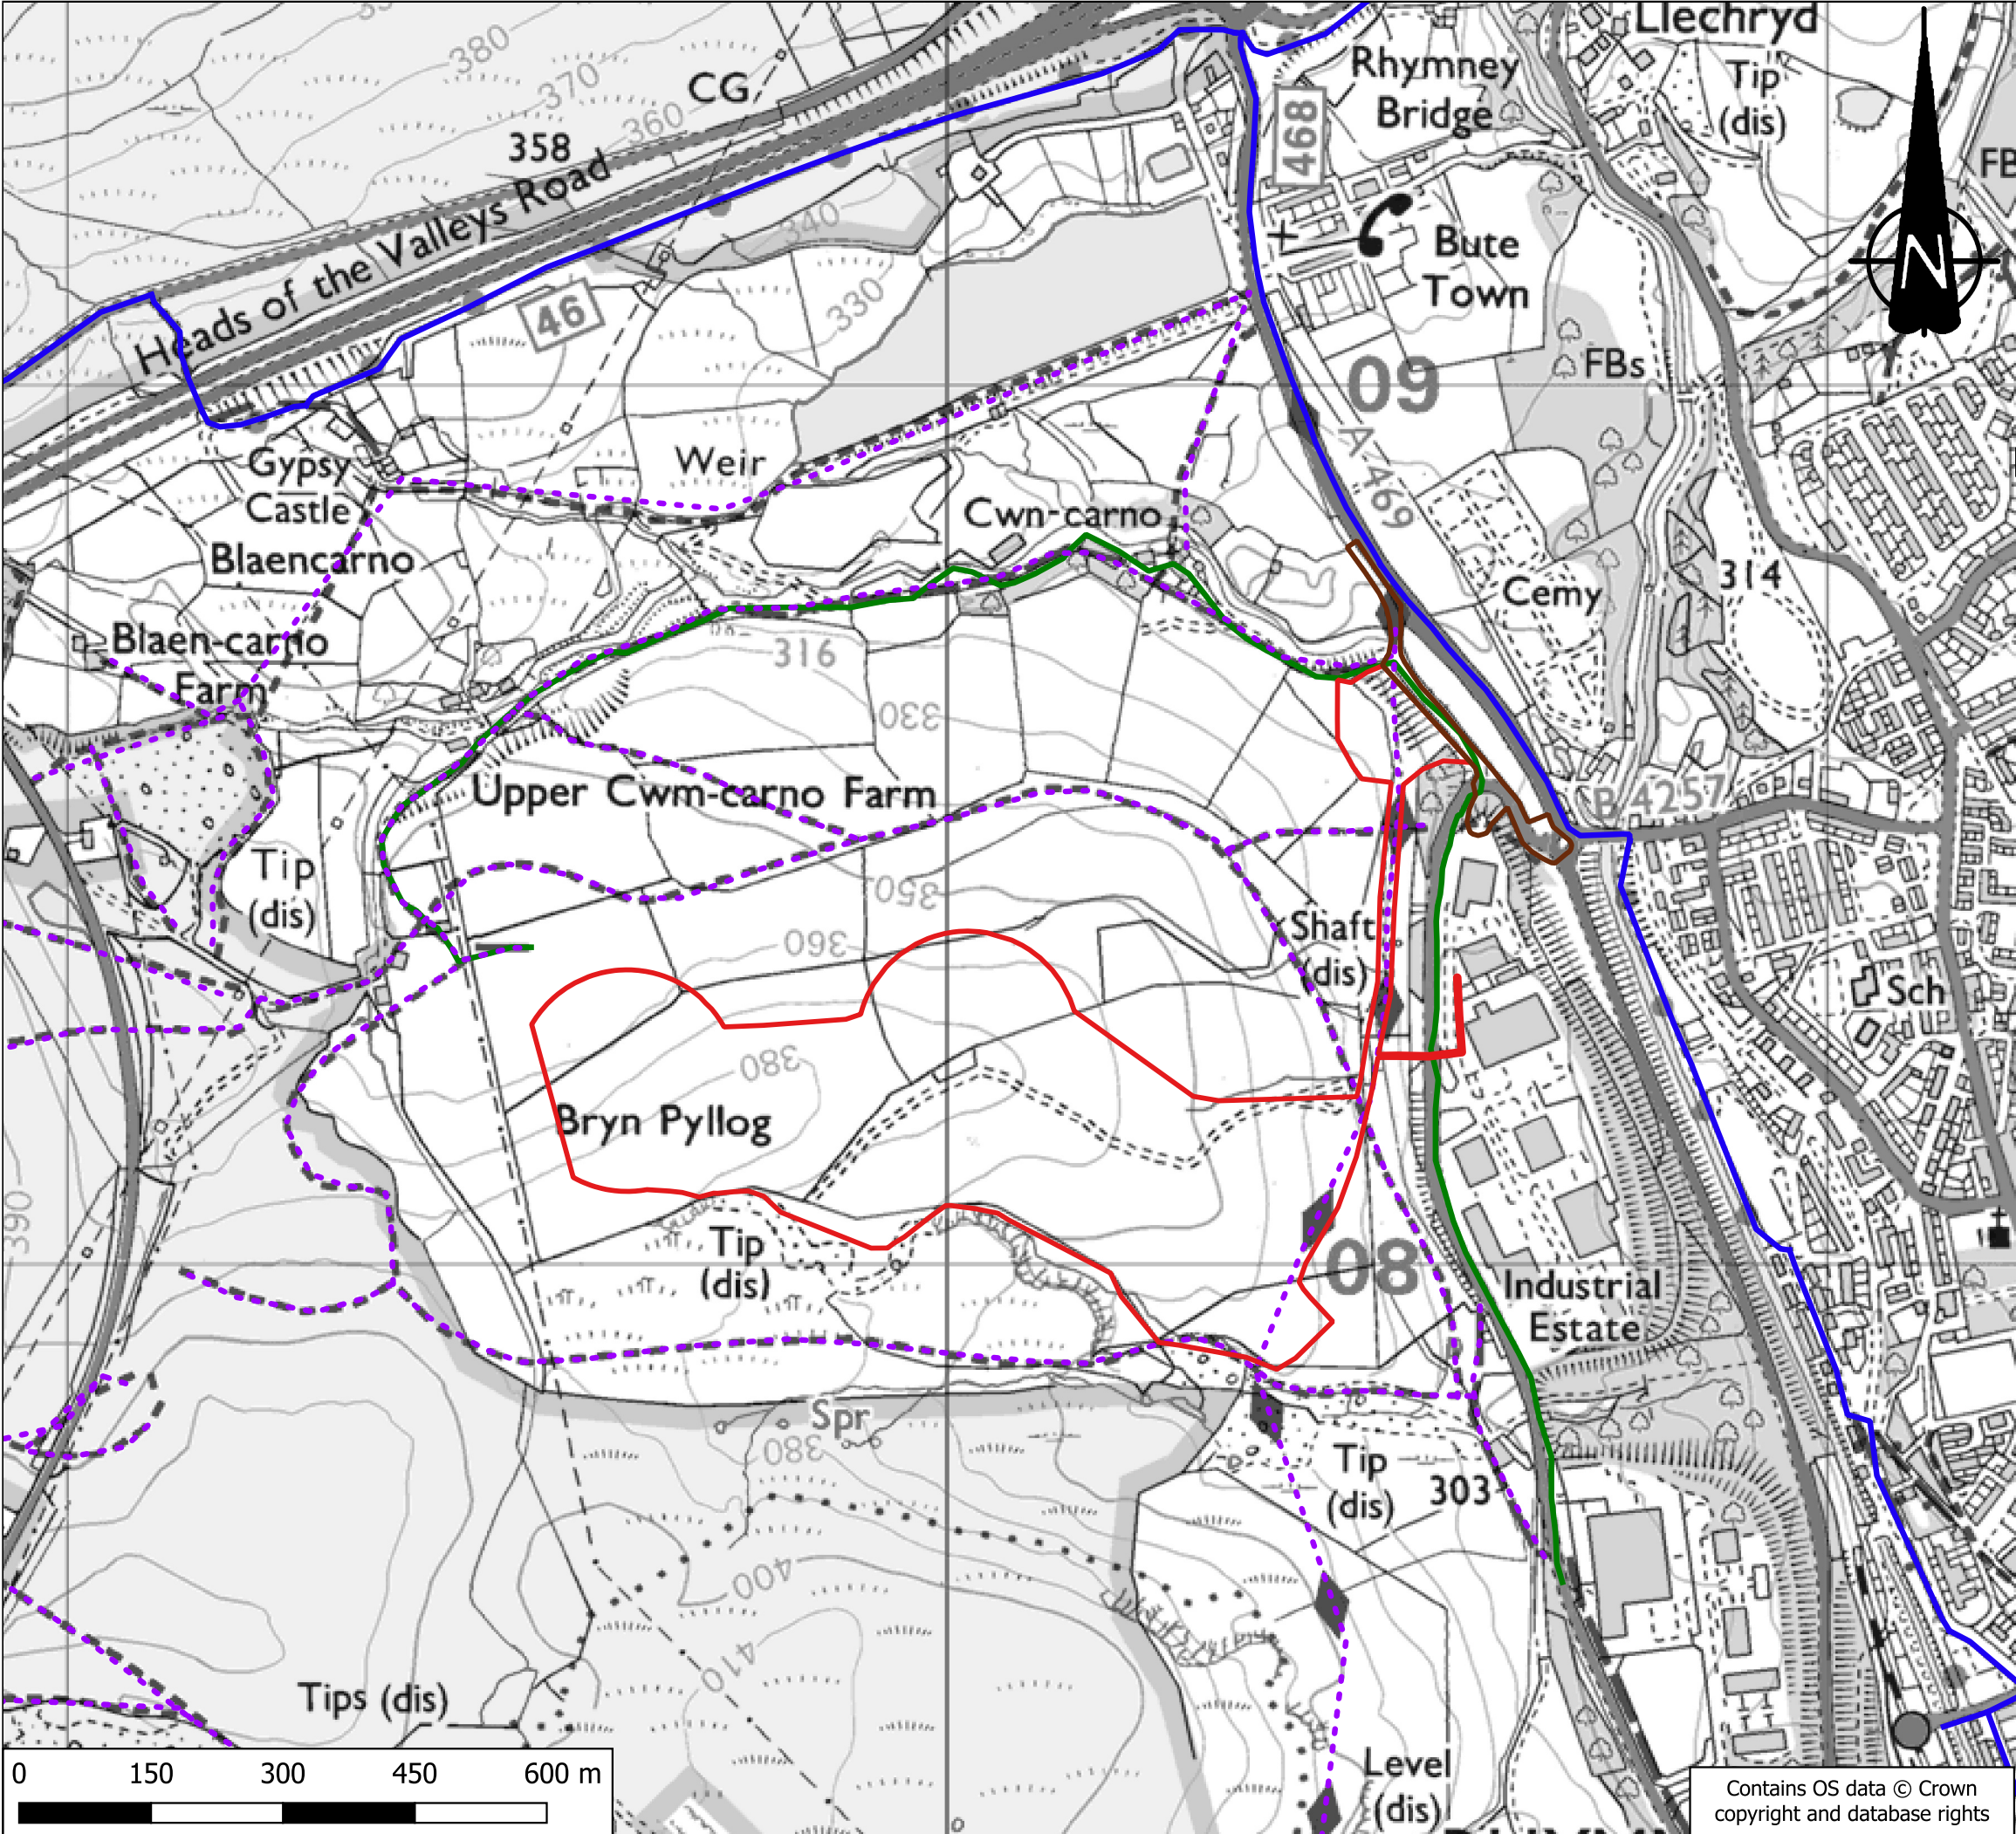 Llechryd
380
370
CG
360
Rhymney
Bridge
Tip
(dis)
468
358
Heads of the Valleys Road
FB
340
Bute
Town
46
330
N
FBs
09
A 469
Gypsy
Castle
Weir
Cwn-carno
Blaencarno
Cemy
314
Blaen-carno
Farm
316
330
Upper Cwm-carno Farm
B 4257
Tip
(dis)
350
360
Shaft
(dis)
Sch
380
Bryn Pyllog
390
Tip
(dis)
08
Industrial
Estate
Spr
380
Tip
(dis)
303
400
410
Tips (dis)
Level
(dis)
0 150 300 450 600 m
Contains OS data © Crown
copyright and database rights